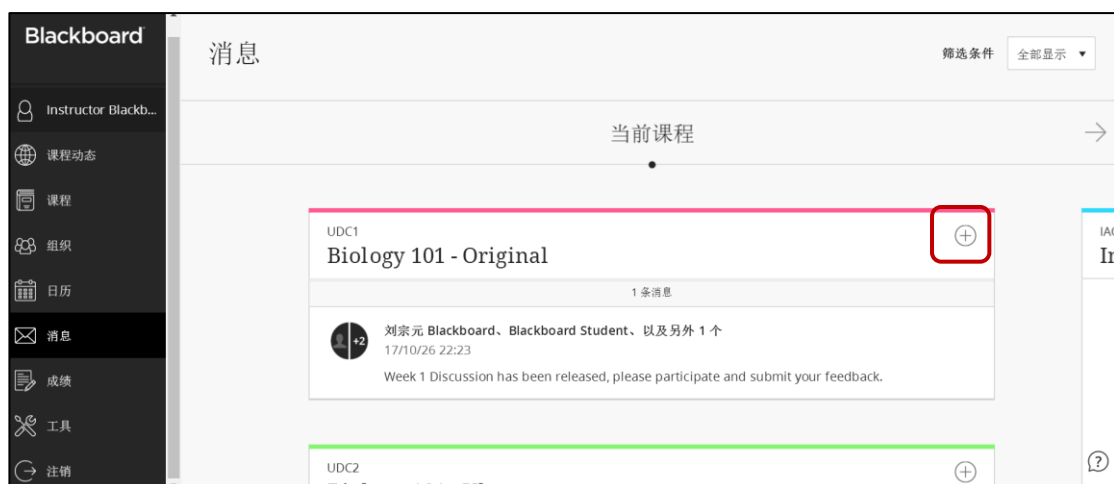 Blackboard
消息
筛选条件
全部显示
Instructor Blackb...
课程动态
课程
组织
日历
消息
成绩
工具
注销
当前课程
UDC1
Biology 101 - Original
1 条消息
+2
刘宗元 Blackboard、Blackboard Student、以及另外 1 个
17/10/26 22:23
Week 1 Discussion has been released, please participate and submit your feedback.
UDC2